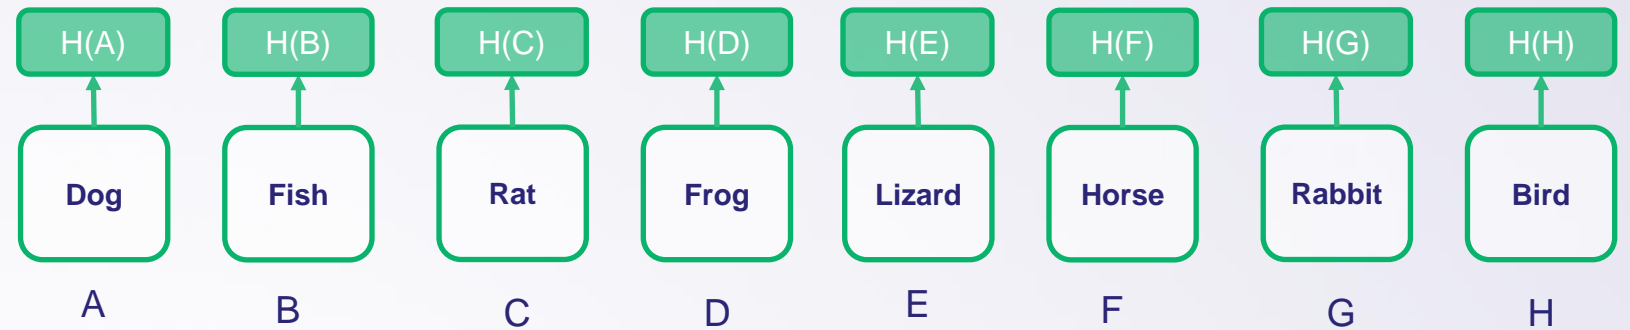 H(A) H(B) H(C) H(D) H(E) H(F) H(G) H(H)
Dog Fish Rat Frog Lizard Horse Rabbit Bird
A B C D E F G H